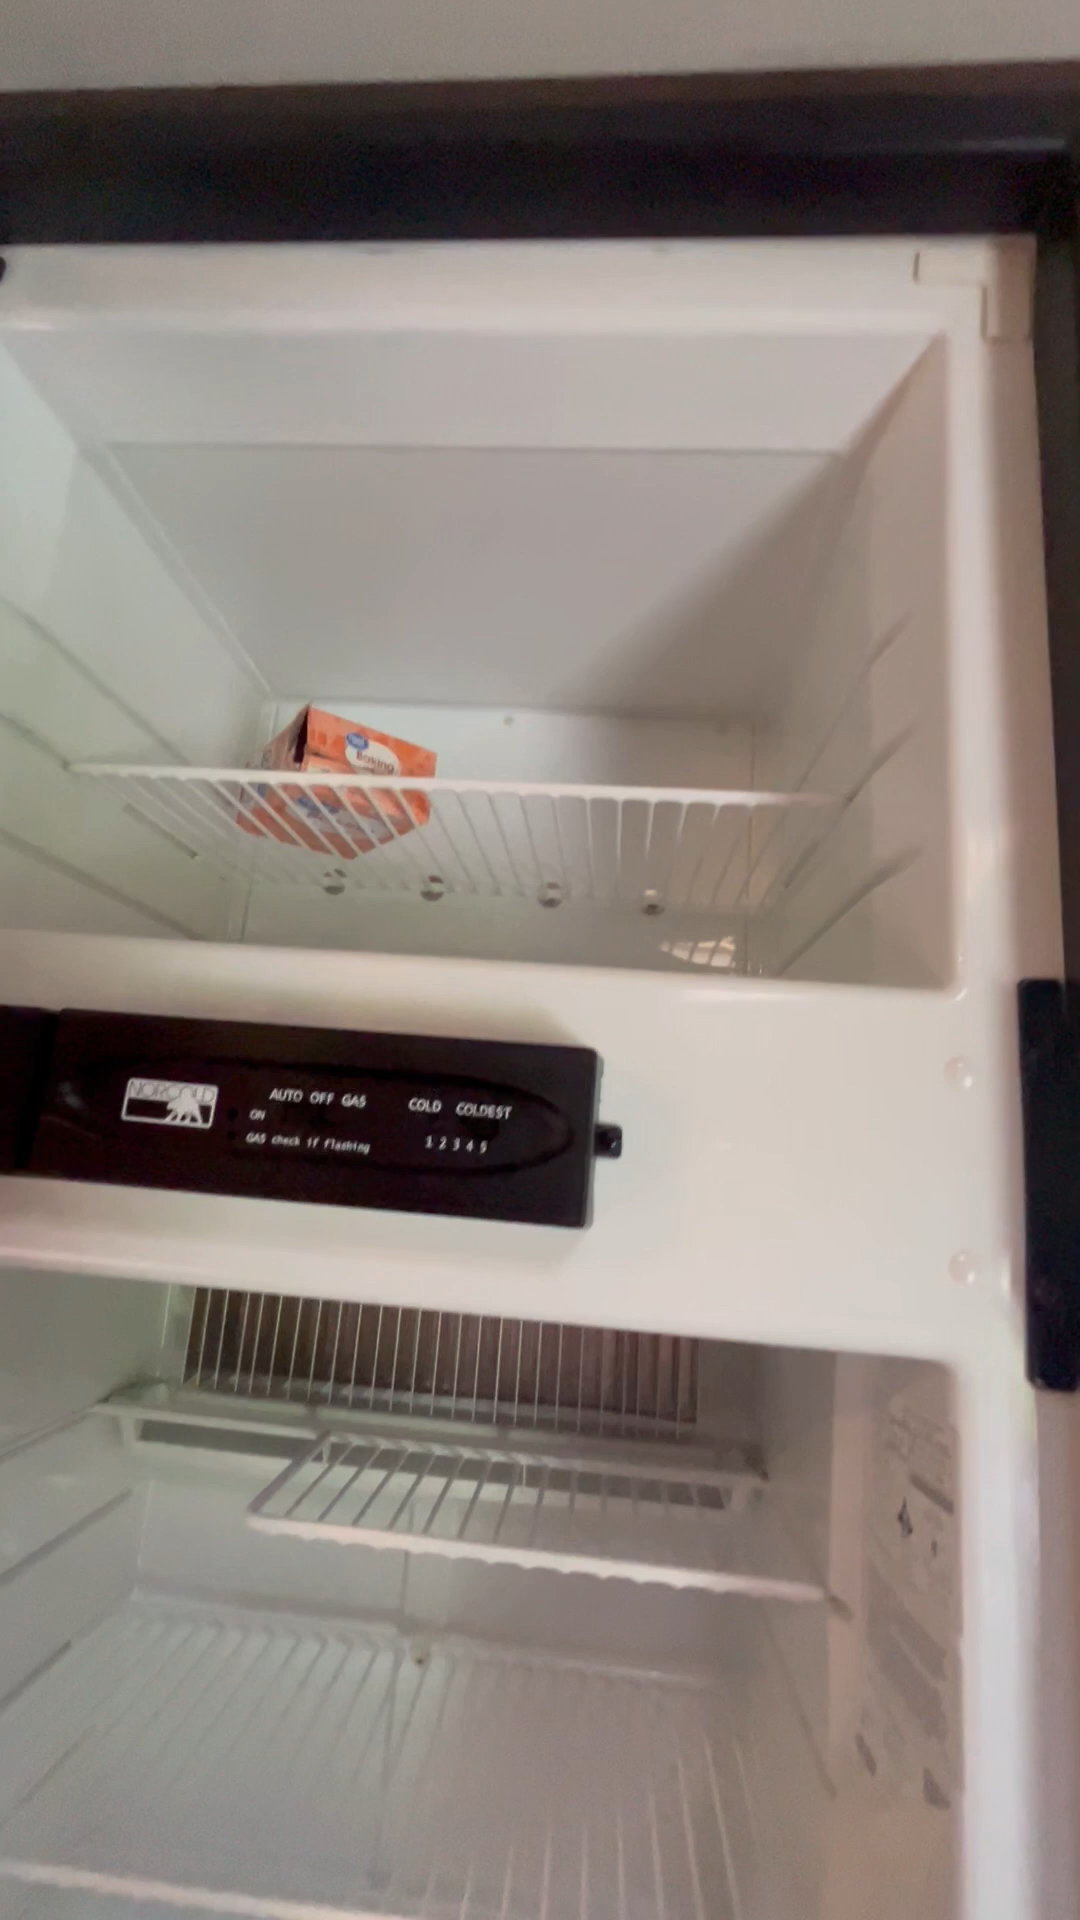 Baking
NORCOLD
AUTO OFF GAS
ON
GAS check if flashing
COLD COLDEST
1 2 3 4 5